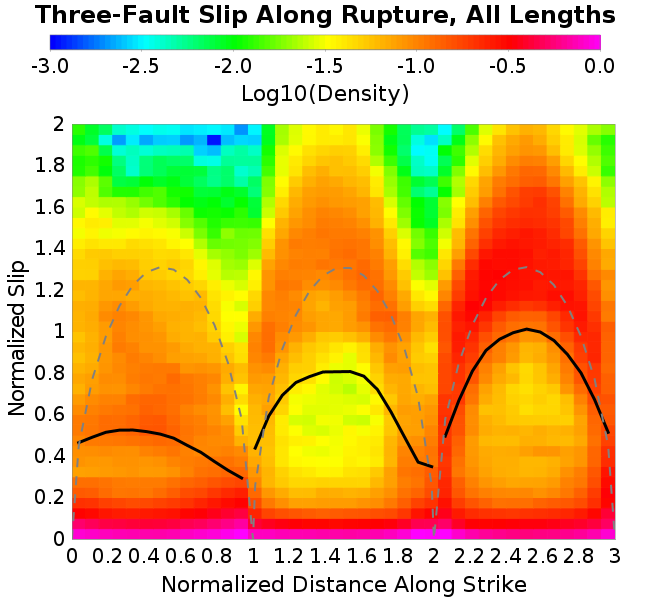 Three-Fault Slip Along Rupture, All Lengths
-3.0 -2.5 -2.0 -1.5 -1.0 -0.5 0.0
Log10(Density)
Normalized Slip
2
1.8
1.6
1.4
1.2
1
0.8
0.6
0.4
0.2
0
0 0.2 0.4 0.6 0.8 1 1.2 1.4 1.6 1.8 2 2.2 2.4 2.6 2.8 3
Normalized Distance Along Strike